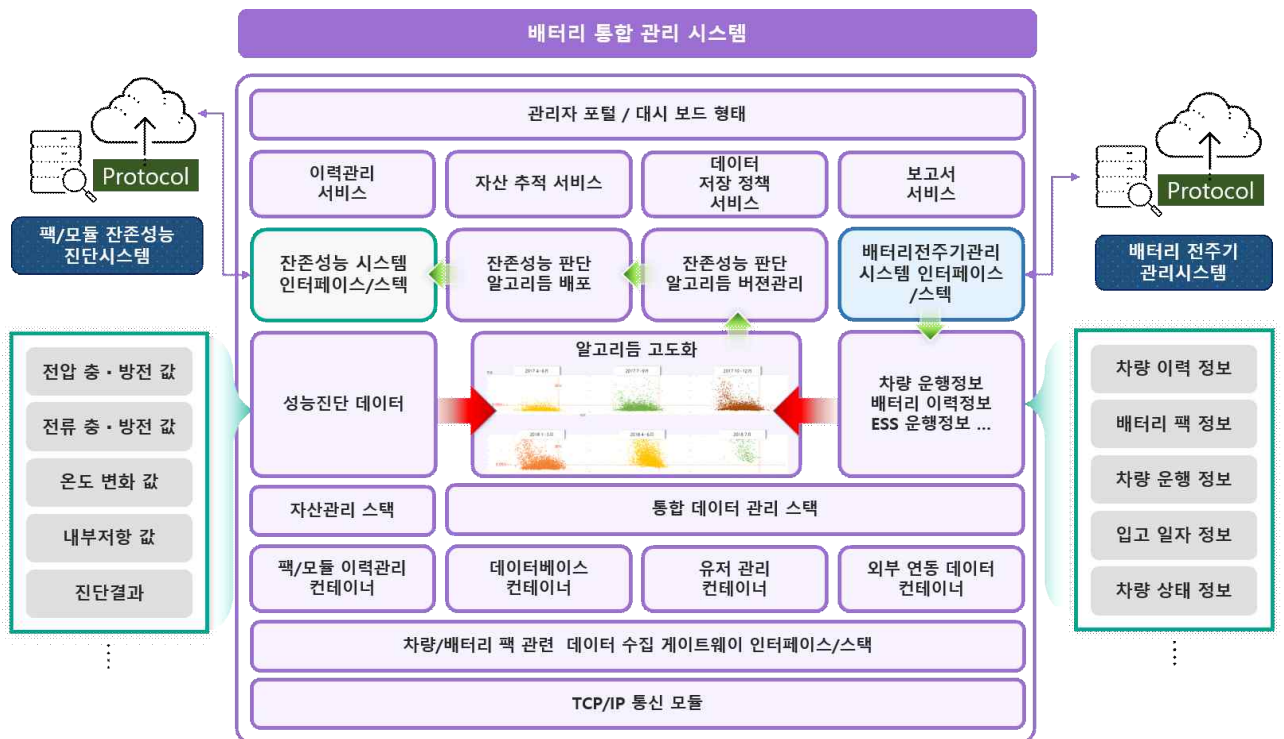 배터리 통합 관리 시스템
관리자 포털 / 대시 보드 형태
Protocol
팩/모듈 잔존성능
진단시스템
이력관리
서비스
자산 추적 서비스
데이터
저장 정책
서비스
보고서
서비스
Protocol
배터리 전주기
관리시스템
잔존성능 시스템
인터페이스/스텍
잔존성능 판단
알고리듬 배포
잔존성능 판단
알고리듬 버젼관리
배터리전주기관리
시스템 인터페이스
/스텍
전압 충·방전 값
전류 충·방전 값
온도 변화 값
내부저항 값
진단결과
성능진단 데이터
알고리듬 고도화
차량 운행정보
배터리 이력정보
ESS 운행정보 ...
차량 이력 정보
배터리 팩 정보
차량 운행 정보
입고 일자 정보
차량 상태 정보
자산관리 스택
통합 데이터 관리 스택
팩/모듈 이력관리
컨테이너
데이터베이스
컨테이너
유저 관리
컨테이너
외부 연동 데이터
컨테이너
차량/배터리 팩 관련 데이터 수집 게이트웨이 인터페이스/스택
TCP/IP 통신 모듈